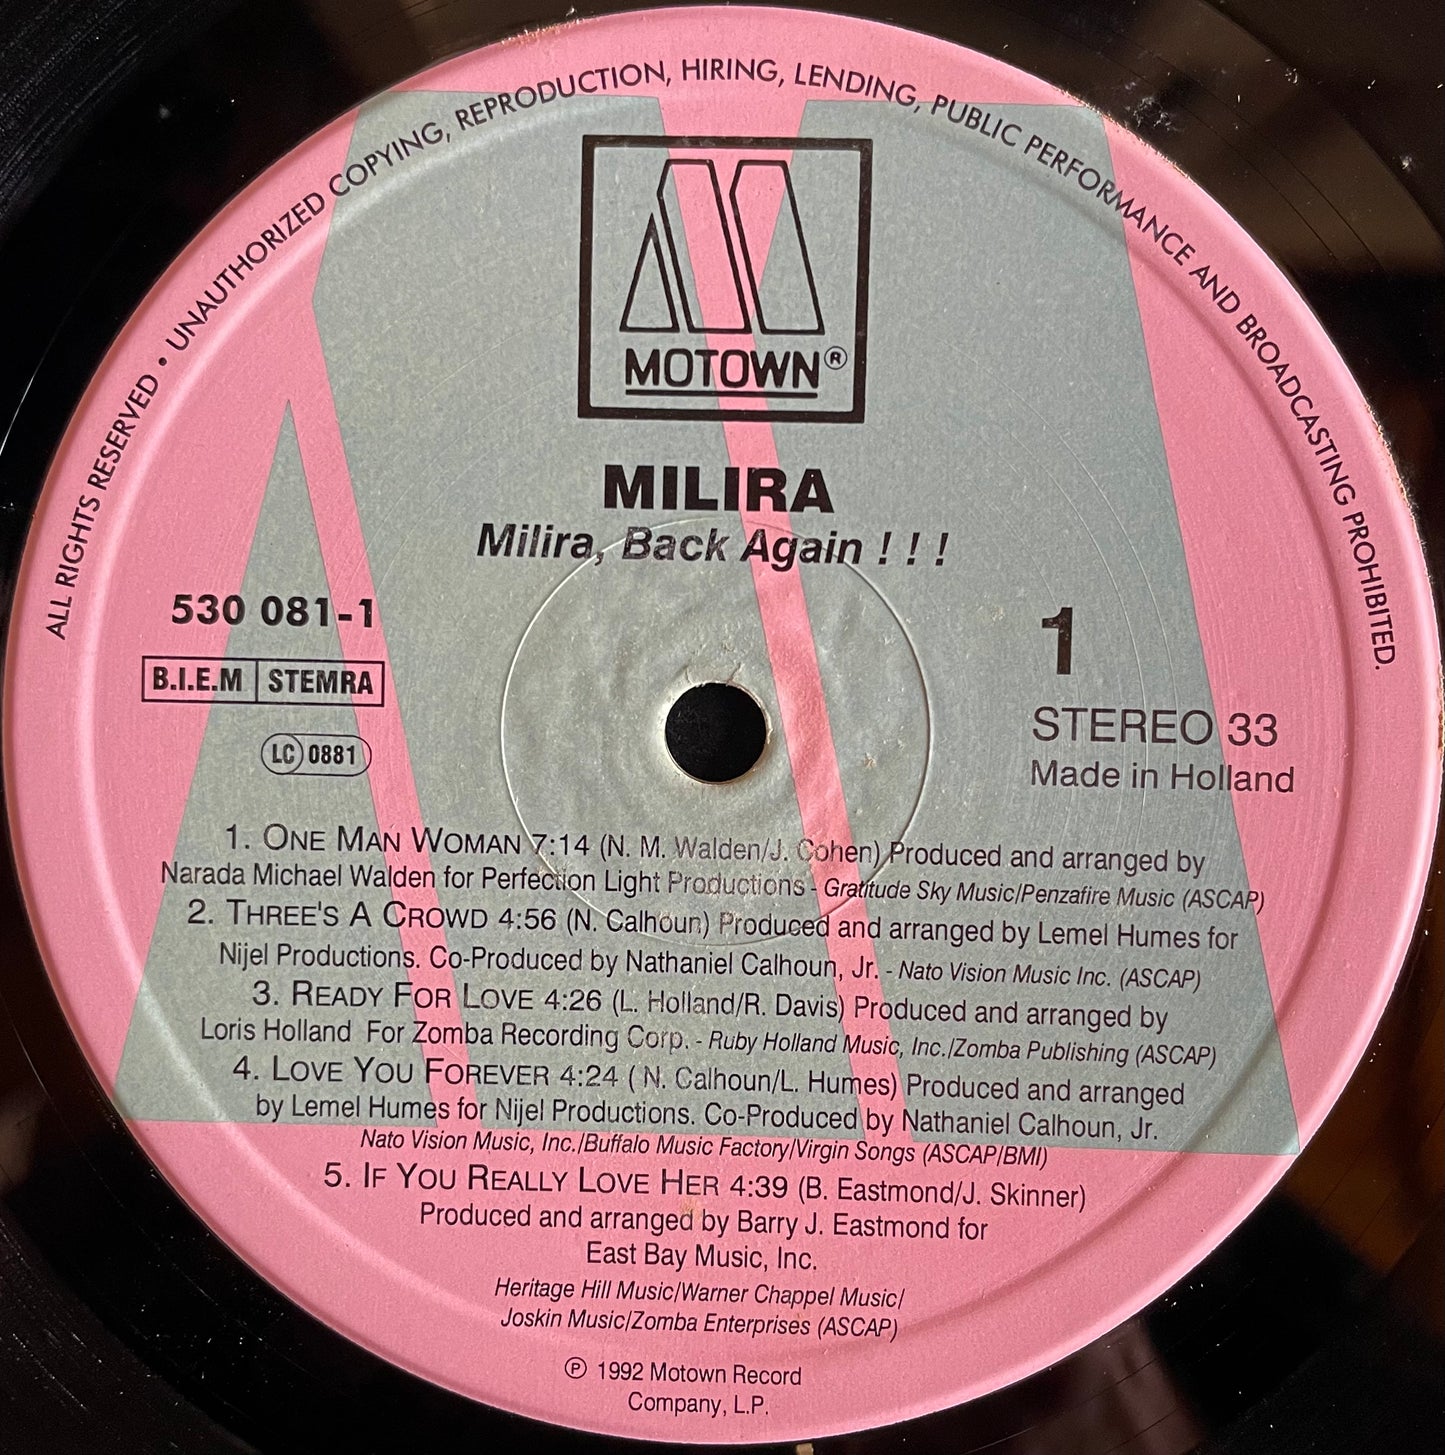 ALL RIGHTS RESERVED • UNAUTHORIZED COPYING, REPRODUCTION, HIRING, LENDING, PUBLIC PERFORMANCE AND BROADCASTING PROHIBITED.
MOTOWN®
MILIRA
Milira, Back Again ! ! !
530 081-1
B.I.E.M STEMRA
LC 0881
1
STEREO 33
Made in Holland
1. ONE MAN WOMAN 7:14 (N. M. Walden/J. Cohen) Produced and arranged by
Narada Michael Walden for Perfection Light Productions - Gratitude Sky Music/Penzafire Music (ASCAP)
2. THREE'S A CROWD 4:56 (N. Calhoun) Produced and arranged by Lemel Humes for
Nijel Productions. Co-Produced by Nathaniel Calhoun, Jr. - Nato Vision Music Inc. (ASCAP)
3. READY FOR LOVE 4:26 (L. Holland/R. Davis) Produced and arranged by
Loris Holland For Zomba Recording Corp. - Ruby Holland Music, Inc./Zomba Publishing (ASCAP)
4. LOVE YOU FOREVER 4:24 ( N. Calhoun/L. Humes) Produced and arranged
by Lemel Humes for Nijel Productions. Co-Produced by Nathaniel Calhoun, Jr.
Nato Vision Music, Inc./Buffalo Music Factory/Virgin Songs (ASCAP/BMI)
5. IF YOU REALLY LOVE HER 4:39 (B. Eastmond/J. Skinner)
Produced and arranged by Barry J. Eastmond for
East Bay Music, Inc.
Heritage Hill Music/Warner Chappel Music/
Joskin Music/Zomba Enterprises (ASCAP)
℗ 1992 Motown Record
Company, L.P.